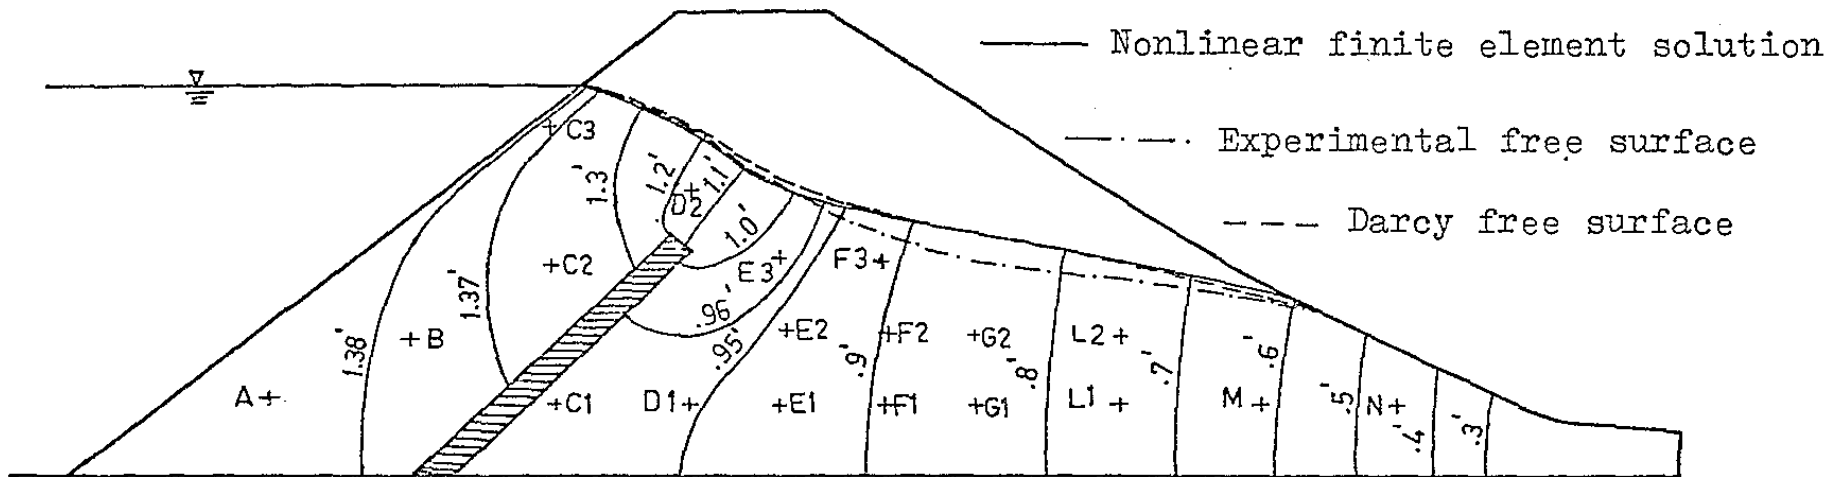 Nonlinear finite element solution
Experimental free surface
Darcy free surface
C3
1.3'
1.2'
1.1'
D2
1.0'
C2
1.37'
E3
F3
.96'
1.38'
B
.95'
E2
F2
G2
L2
.9'
.8'
.7'
.6'
A
C1
D1
E1
F1
G1
L1
M
.5'
N
.4'
.3'